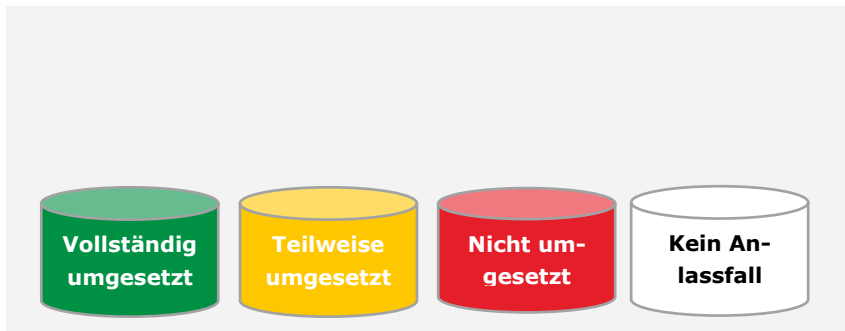 Vollständig
umgesetzt
Teilweise
umgesetzt
Nicht um-
gesetzt
Kein An-
lassfall